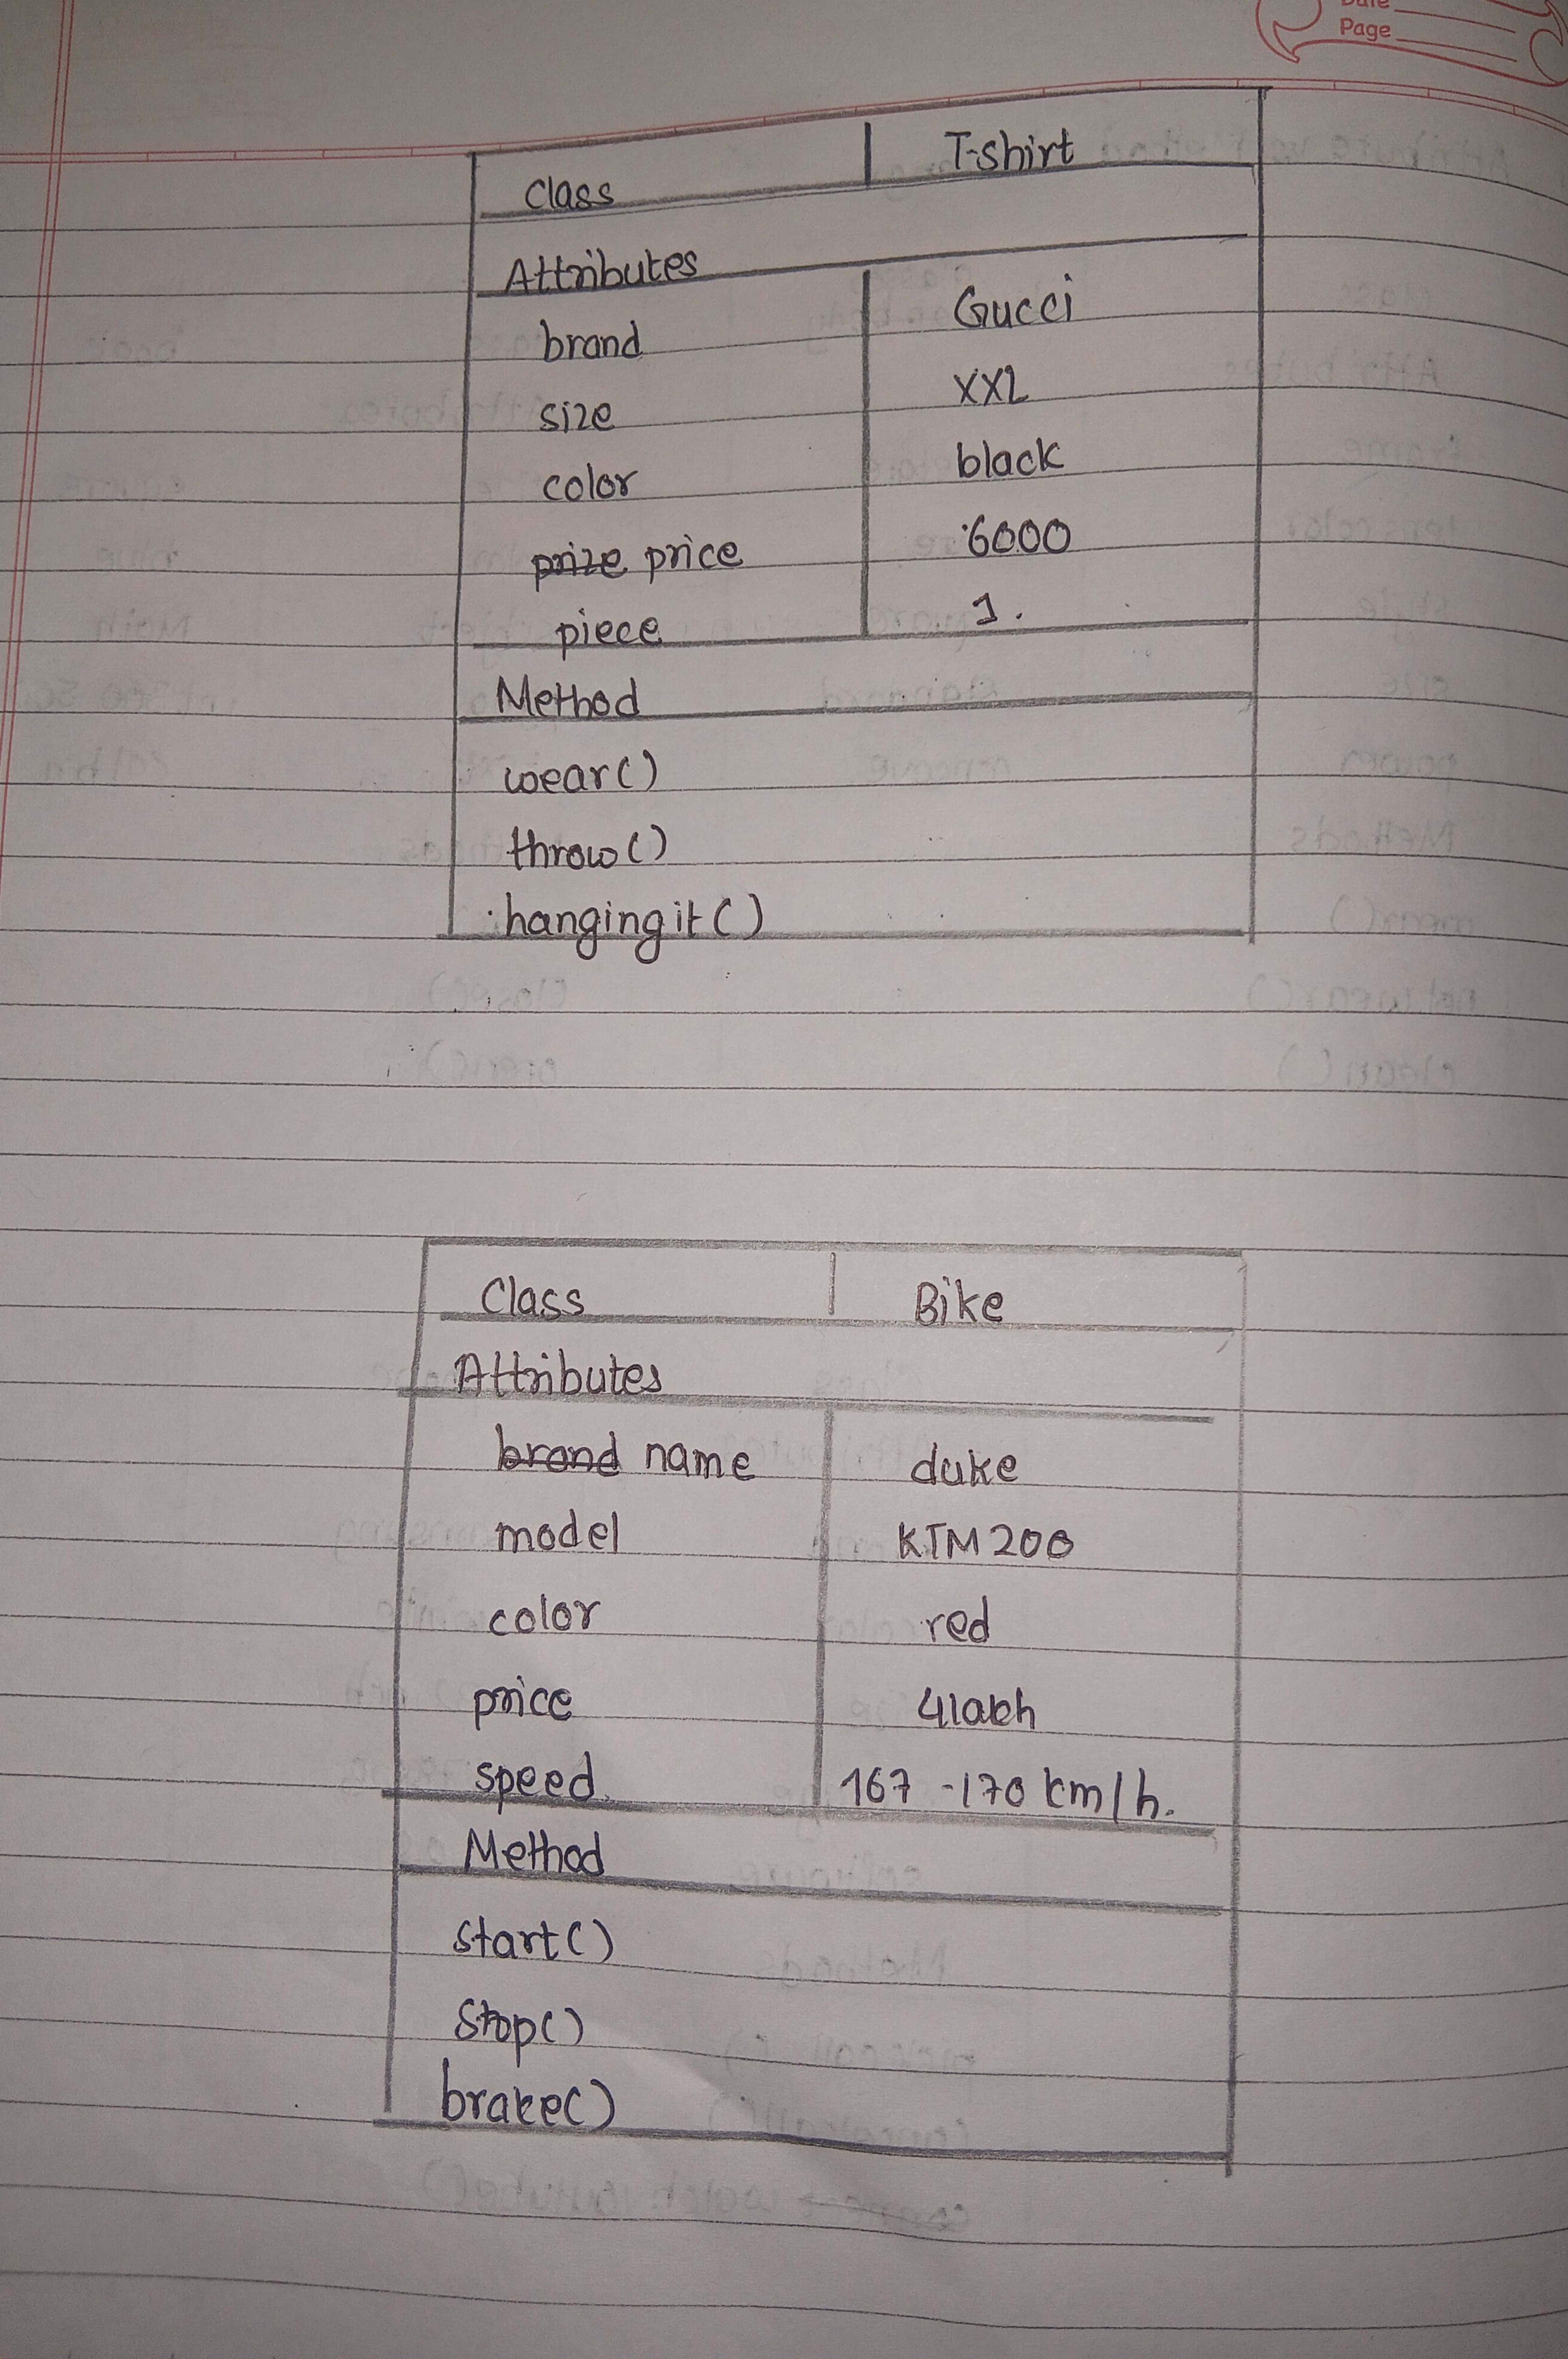 Date
Page
Class T-shirt
Attributes
brand Gucci
size XXL
color black
prize price 6000
piece 1.
Method
wear()
throw()
hangingit()
Class Bike
Attributes
brand name duke
model KTM 200
color red
price 4lakh
speed 167 -170 km/h.
Method
start()
Stop()
brake()